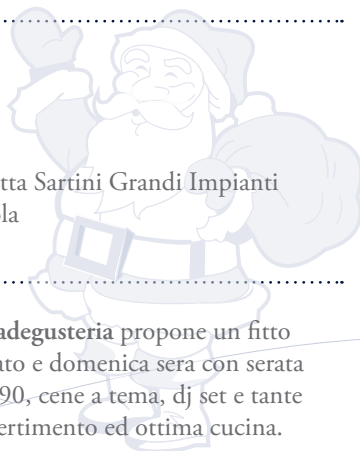 tta Sartini Grandi Impianti
la
adegusteria propone un fitto
ato e domenica sera con serata
90, cene a tema, dj set e tante
ertimento ed ottima cucina.